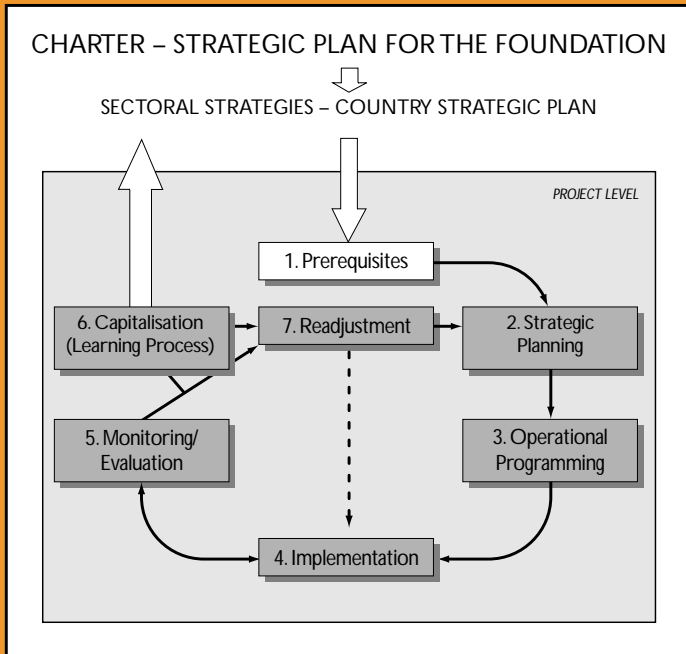 CHARTER – STRATEGIC PLAN FOR THE FOUNDATION
SECTORAL STRATEGIES – COUNTRY STRATEGIC PLAN
PROJECT LEVEL
1. Prerequisites
6. Capitalisation
(Learning Process)
7. Readjustment
2. Strategic
Planning
5. Monitoring/
Evaluation
3. Operational
Programming
4. Implementation